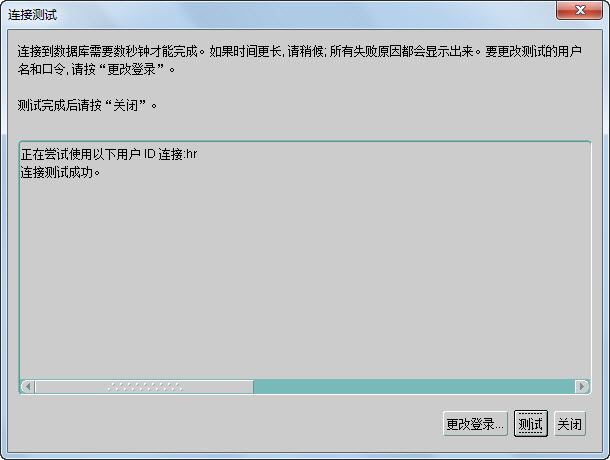 连接测试
连接到数据库需要数秒钟才能完成。如果时间更长, 请稍候; 所有失败原因都会显示出来。要更改测试的用户
名和口令, 请按“更改登录”。
测试完成后请按“关闭”。
正在尝试使用以下用户 ID 连接:hr
连接测试成功。
更改登录... 测试 关闭